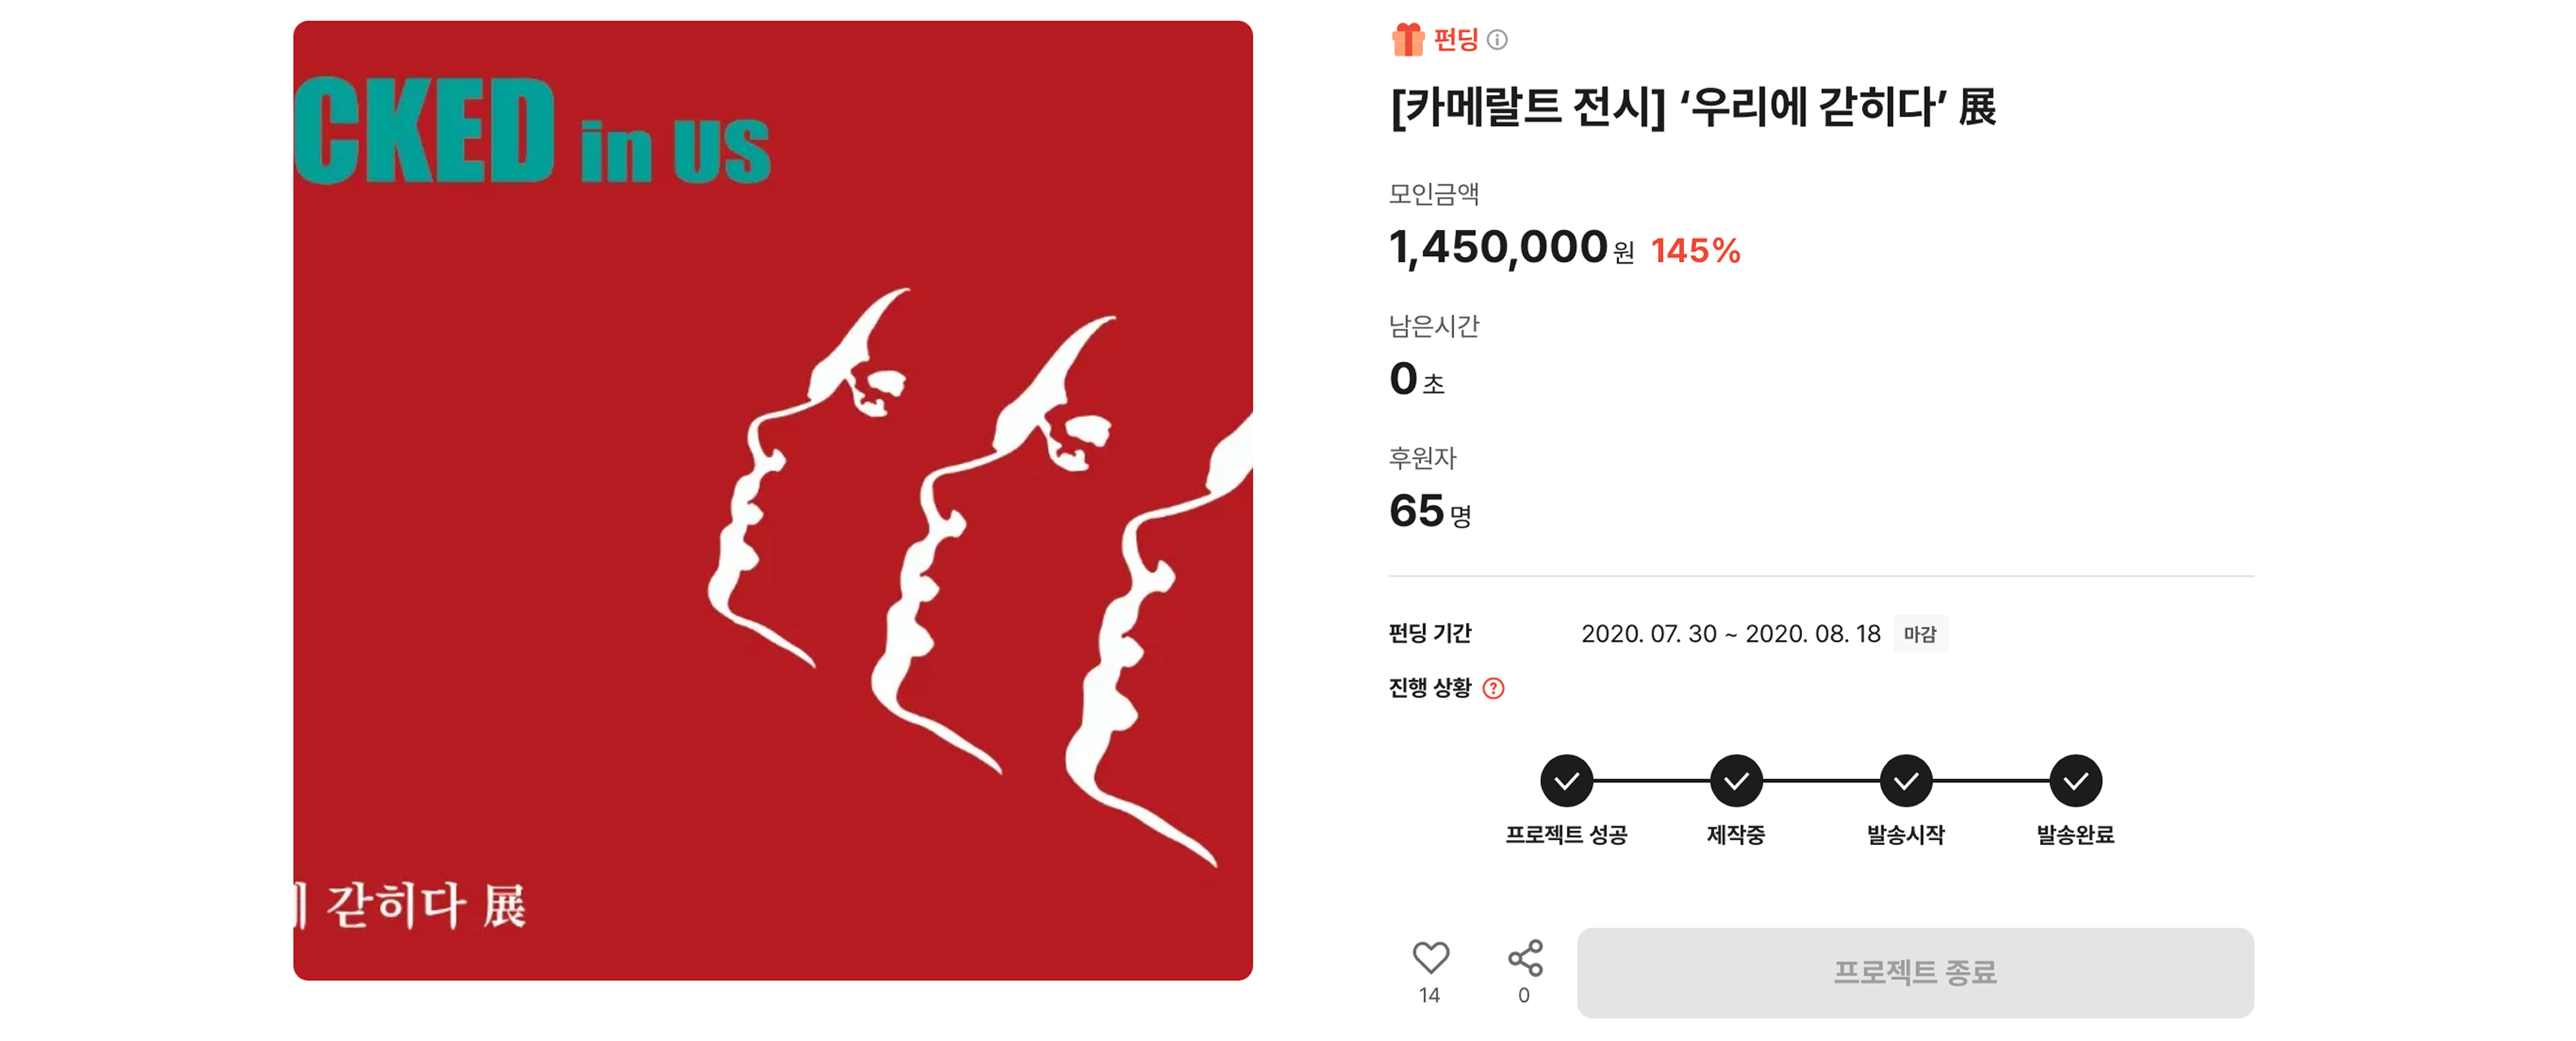 CKED in US
갇히다 展
펀딩
[카메랄트 전시] ‘우리에 갇히다’ 展
모인금액
1,450,000원 145%
남은시간
0초
후원자
65명
펀딩 기간 2020. 07. 30 ~ 2020. 08. 18 마감
진행 상황 ?
프로젝트 성공 제작중 발송시작 발송완료
14 0 프로젝트 종료